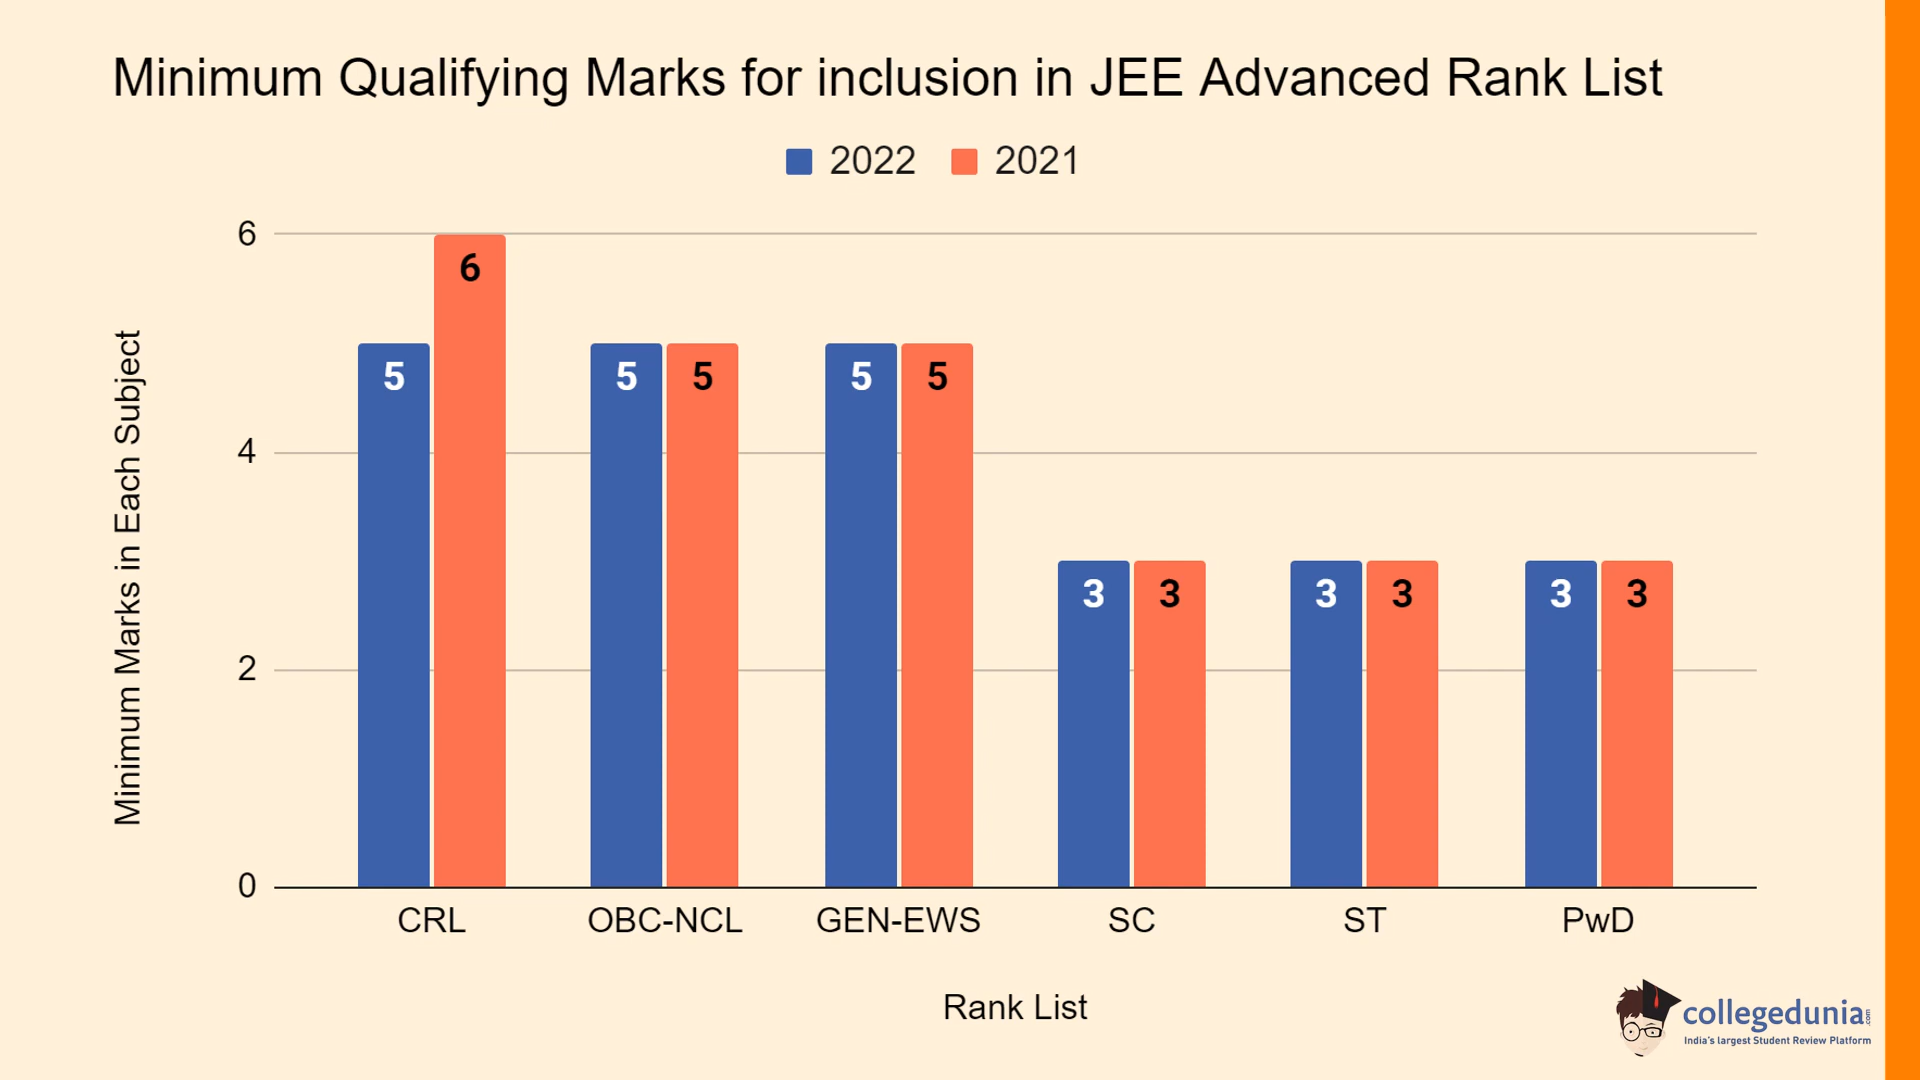 Minimum Qualifying Marks for inclusion in JEE Advanced Rank List
2022 2021
6
4
2
0
Minimum Marks in Each Subject
5 6 5 5 5 5 3 3 3 3 3 3
CRL OBC-NCL GEN-EWS SC ST PwD
Rank List
collegedunia.com
India's largest Student Review Platform